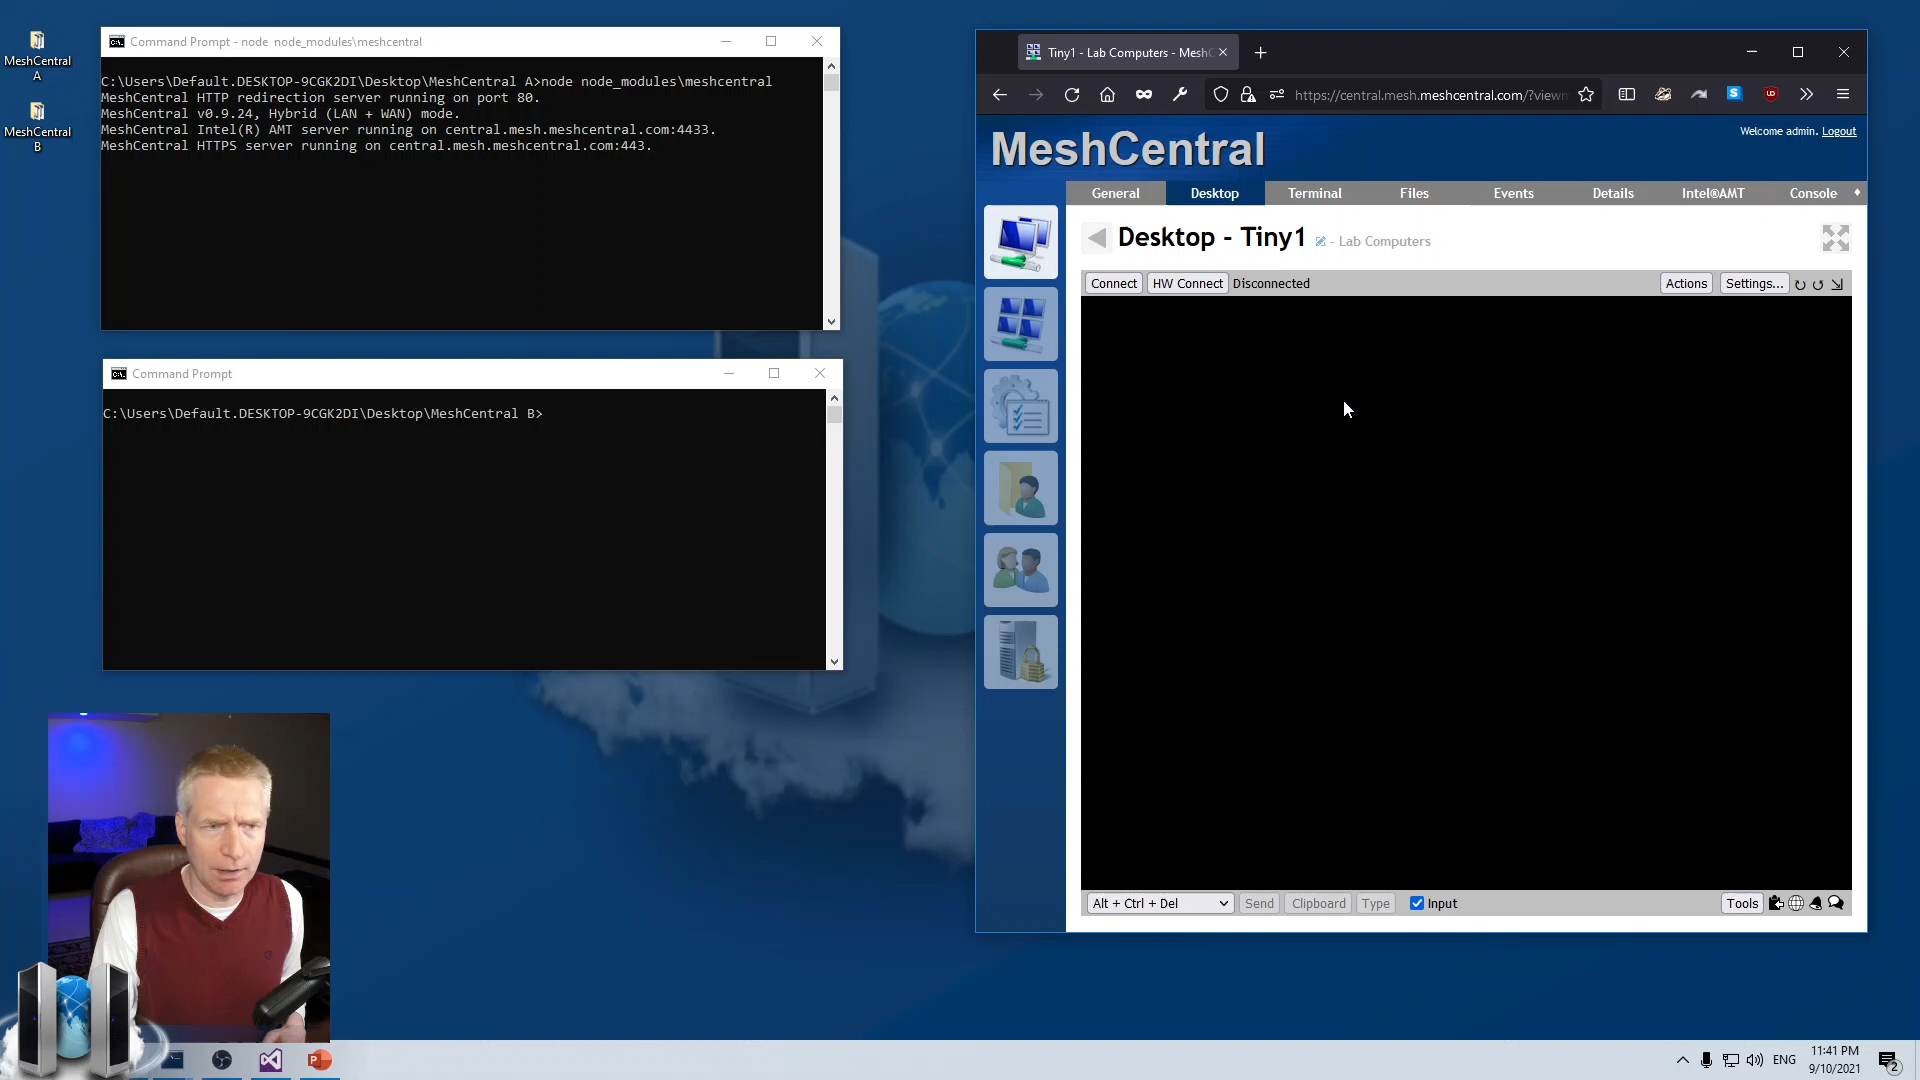 MeshCentral
A
MeshCentral
B
Command Prompt - node node_modules\meshcentral
C:\Users\Default.DESKTOP-9CGK2DI\Desktop\MeshCentral A>node node_modules\meshcentral
MeshCentral HTTP redirection server running on port 80.
MeshCentral v0.9.24, Hybrid (LAN + WAN) mode.
MeshCentral Intel(R) AMT server running on central.mesh.meshcentral.com:4433.
MeshCentral HTTPS server running on central.mesh.meshcentral.com:443.
Command Prompt
C:\Users\Default.DESKTOP-9CGK2DI\Desktop\MeshCentral B>
Tiny1 - Lab Computers - MeshC
https://central.mesh.meshcentral.com/?viewm
MeshCentral
Welcome admin. Logout
General Desktop Terminal Files Events Details Intel®AMT Console
Desktop - Tiny1 - Lab Computers
Connect HW Connect Disconnected Actions Settings...
Alt + Ctrl + Del Send Clipboard Type Input Tools
ENG
11:41 PM
9/10/2021
2